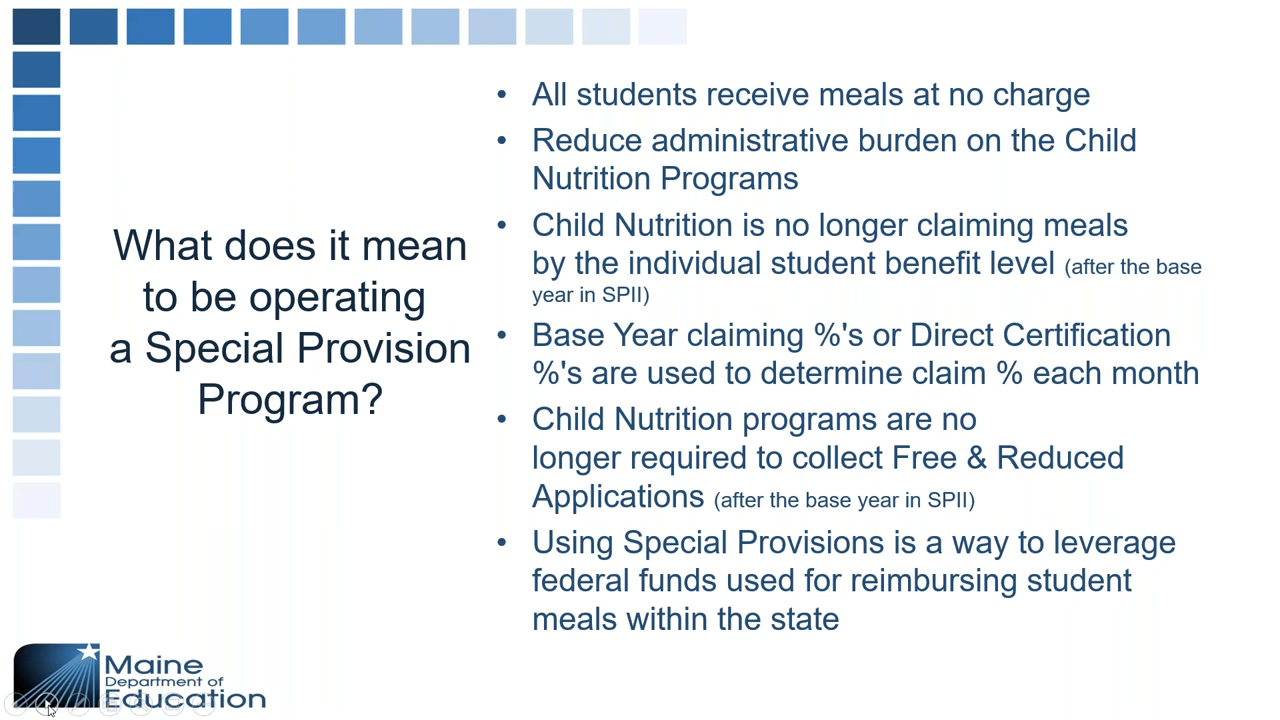 What does it mean
to be operating
a Special Provision
Program?
• All students receive meals at no charge
• Reduce administrative burden on the Child
Nutrition Programs
• Child Nutrition is no longer claiming meals
by the individual student benefit level (after the base
year in SPII)
• Base Year claiming %'s or Direct Certification
%'s are used to determine claim % each month
• Child Nutrition programs are no
longer required to collect Free & Reduced
Applications (after the base year in SPII)
• Using Special Provisions is a way to leverage
federal funds used for reimbursing student
meals within the state
Maine
Department of
Education